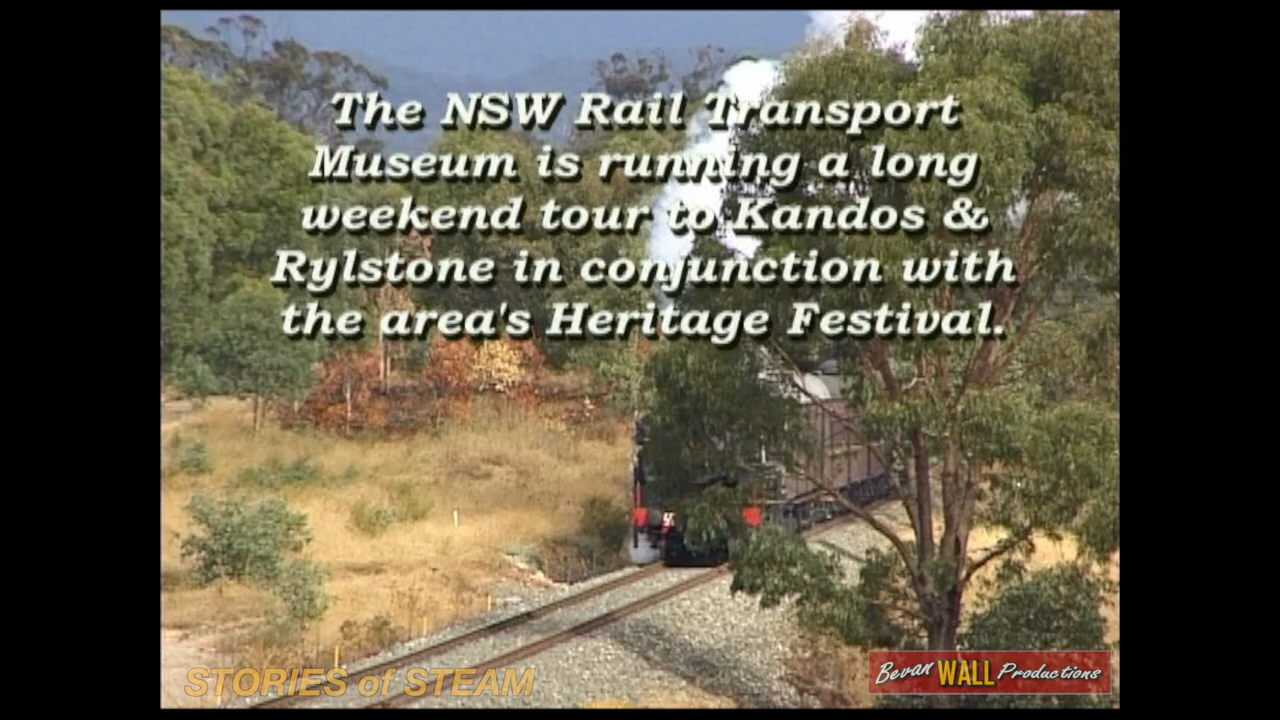 The NSW Rail Transport
Museum is running a long
weekend tour to Kandos &
Rylstone in conjunction with
the area's Heritage Festival.
STORIES of STEAM
Bevan WALL Productions